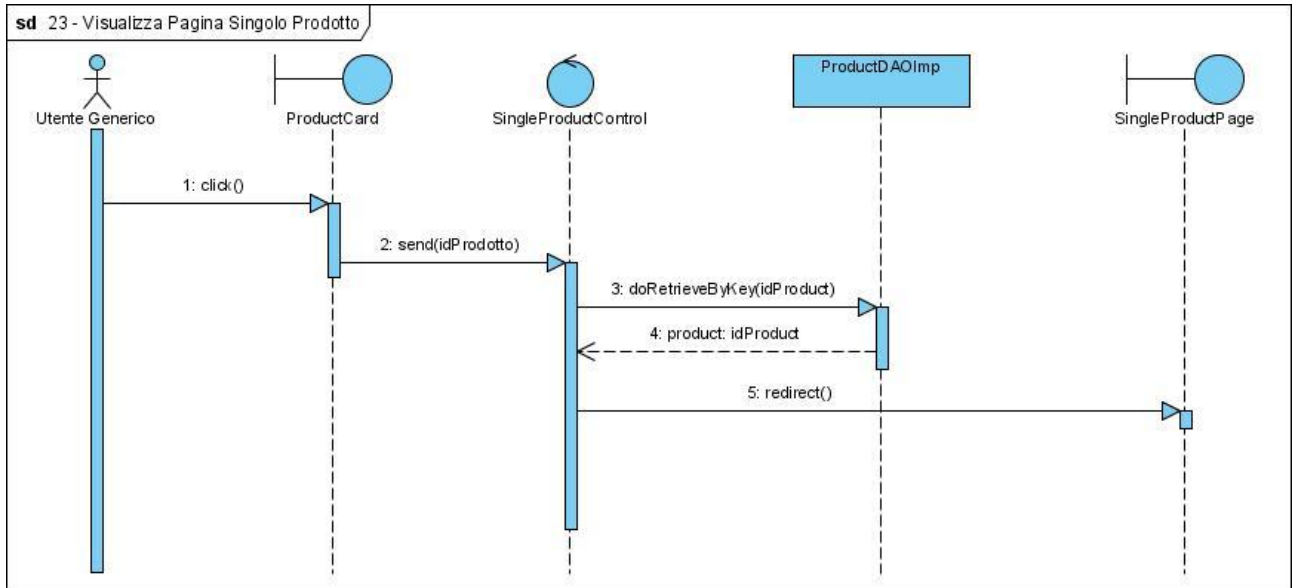 sd 23 - Visualizza Pagina Singolo Prodotto
Utente Generico
ProductCard
SingleProductControl
ProductDAOImp
SingleProductPage
1: click()
2: send(idProdotto)
3: doRetrieveByKey(idProduct)
4: product: idProduct
5: redirect()